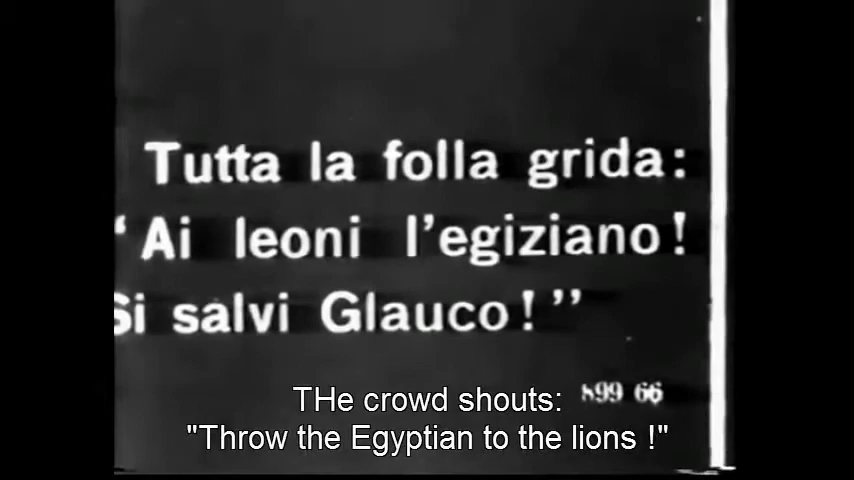 Tutta la folla grida:
‘Ai leoni l’egiziano!
Si salvi Glauco!’’
899 66
THe crowd shouts:
"Throw the Egyptian to the lions !"